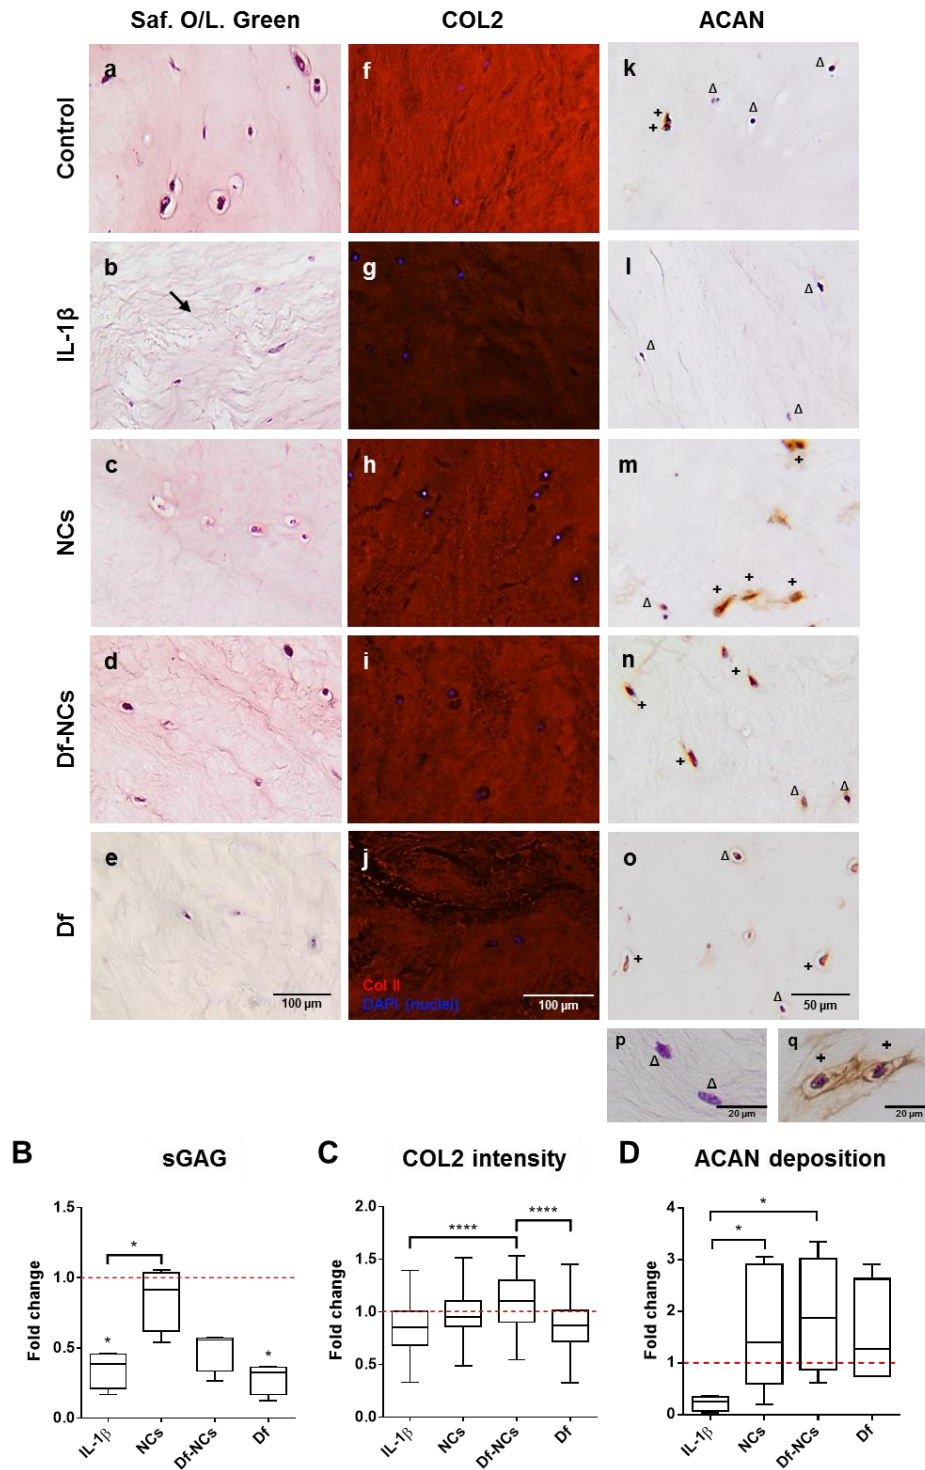 Saf. O/L. Green COL2 ACAN
Control
a f k
Δ Δ Δ + +
IL-1β
b g l
Δ Δ Δ
NCs
c h m
+ + + + Δ
Df-NCs
d i n
+ + + Δ Δ
Df
e j o
Δ + + Δ
Col II
DAPI (nuclei)
100 µm 100 µm 50 µm
p q
Δ Δ + +
20 µm 20 µm
B sGAG
Fold change
1.5
1.0
0.5
0.0
* * *
IL-1β NCs Df-NCs Df
C COL2 intensity
Fold change
2.0
1.5
1.0
0.5
0.0
**** ****
IL-1β NCs Df-NCs Df
D ACAN deposition
Fold change
4
3
2
1
0
* *
IL-1β NCs Df-NCs Df